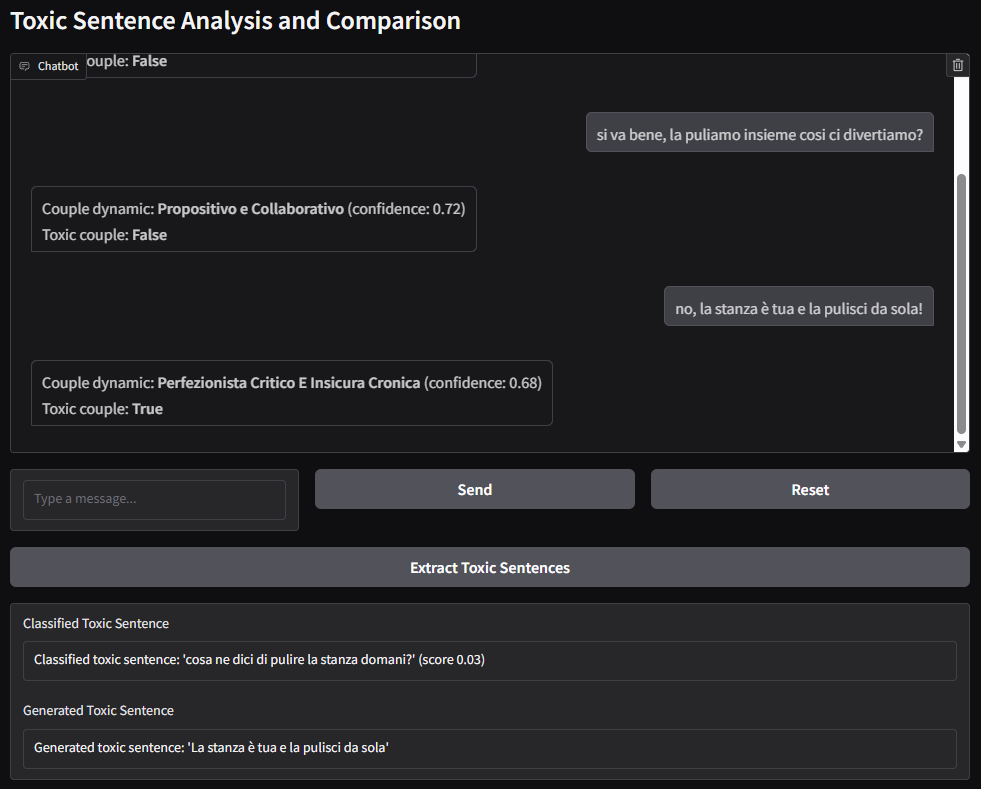 Toxic Sentence Analysis and Comparison
Chatbot
ouple: False
si va bene, la puliamo insieme cosi ci divertiamo?
Couple dynamic: Propositivo e Collaborativo (confidence: 0.72)
Toxic couple: False
no, la stanza è tua e la pulisci da sola!
Couple dynamic: Perfezionista Critico E Insicura Cronica (confidence: 0.68)
Toxic couple: True
Type a message...
Send
Reset
Extract Toxic Sentences
Classified Toxic Sentence
Classified toxic sentence: 'cosa ne dici di pulire la stanza domani?' (score 0.03)
Generated Toxic Sentence
Generated toxic sentence: 'La stanza è tua e la pulisci da sola'